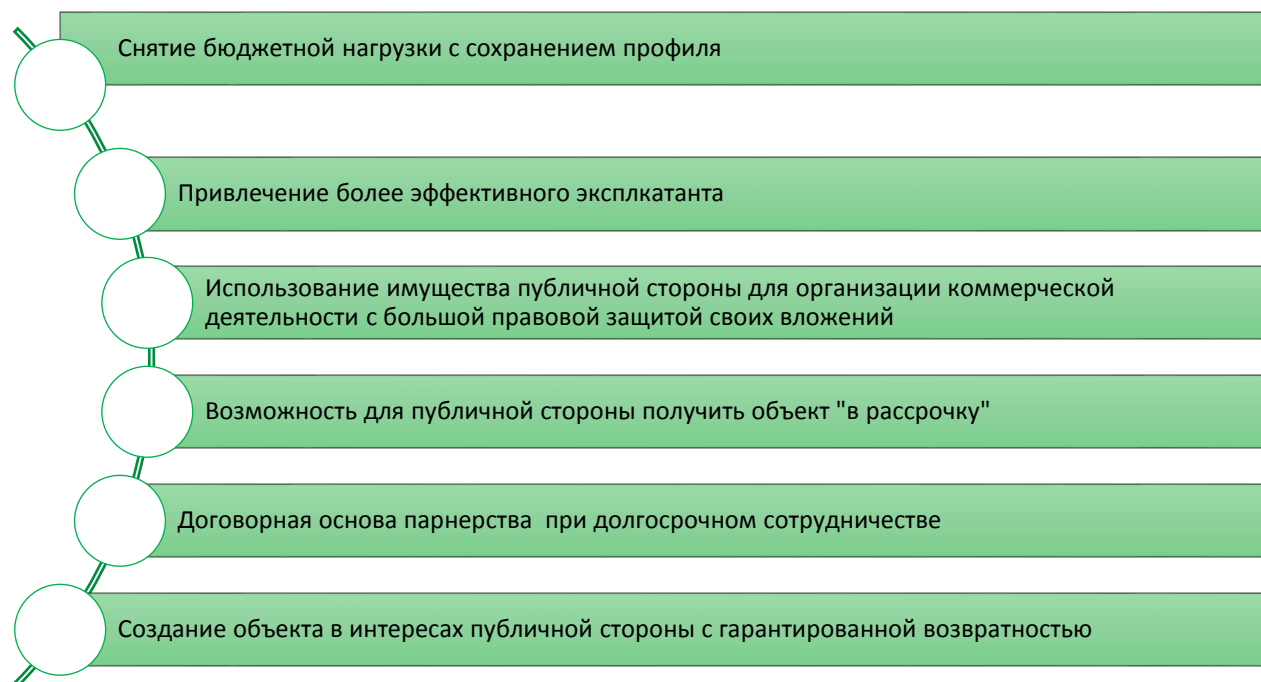 Снятие бюджетной нагрузки с сохранением профиля
Привлечение более эффективного эксплкатанта
Использование имущества публичной стороны для организации коммерческой
деятельности с большой правовой защитой своих вложений
Возможность для публичной стороны получить объект "в рассрочку"
Договорная основа парнерства при долгосрочном сотрудничестве
Создание объекта в интересах публичной стороны с гарантированной возвратностью